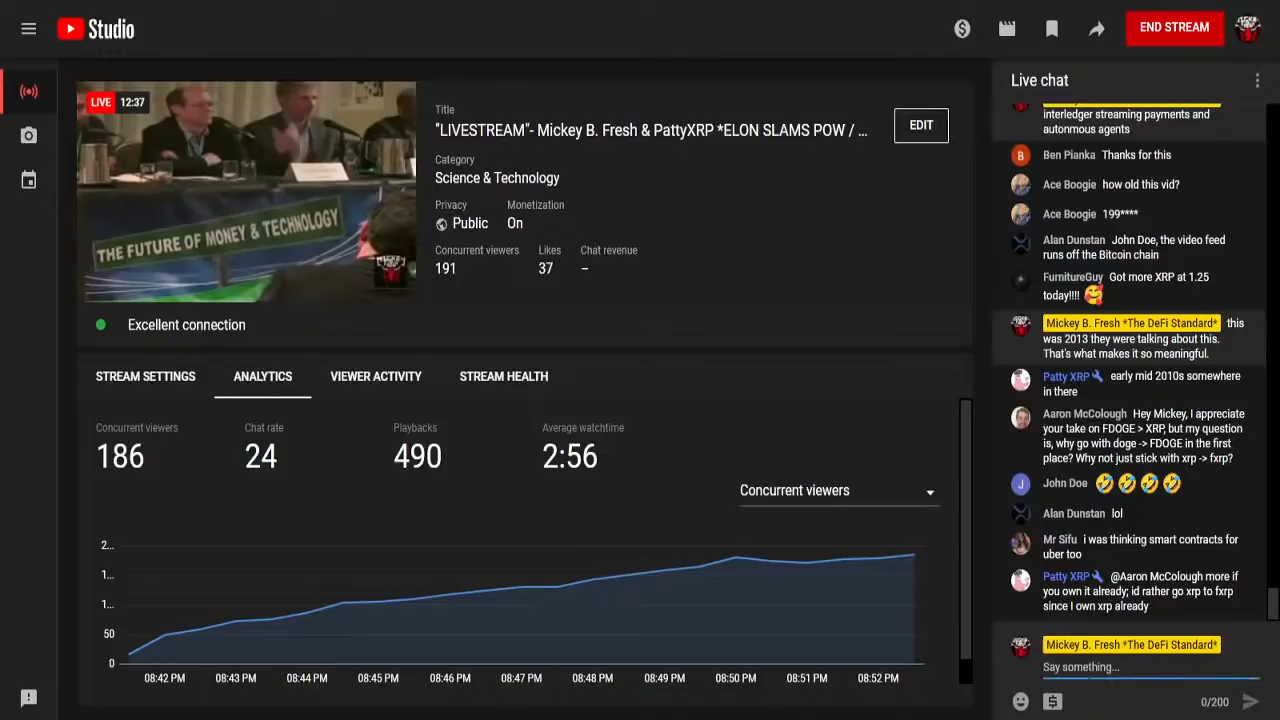 Studio
END STREAM
LIVE 12:37
THE FUTURE OF MONEY & TECHNOLOGY
Title
"LIVESTREAM"- Mickey B. Fresh & PattyXRP *ELON SLAMS POW / ...
EDIT
Category
Science & Technology
Privacy Monetization
Public On
Concurrent viewers Likes Chat revenue
191 37 –
Excellent connection
STREAM SETTINGS ANALYTICS VIEWER ACTIVITY STREAM HEALTH
Concurrent viewers Chat rate Playbacks Average watchtime
186 24 490 2:56
Concurrent viewers
2...
1...
1...
50
0
08:42 PM 08:43 PM 08:44 PM 08:45 PM 08:46 PM 08:47 PM 08:48 PM 08:49 PM 08:50 PM 08:51 PM 08:52 PM
Live chat
interledger streaming payments and
autonmous agents
B Ben Pianka Thanks for this
Ace Boogie how old this vid?
Ace Boogie 199****
Alan Dunstan John Doe, the video feed
runs off the Bitcoin chain
FurnitureGuy Got more XRP at 1.25
today!!!! 🥰
Mickey B. Fresh *The DeFi Standard* this
was 2013 they were talking about this.
That's what makes it so meaningful.
Patty XRP early mid 2010s somewhere
in there
Aaron McColough Hey Mickey, I appreciate
your take on FDOGE > XRP, but my question
is, why go with doge -> FDOGE in the first
place? Why not just stick with xrp -> fxrp?
J John Doe 🤣🤣🤣🤣
Alan Dunstan lol
Mr Sifu i was thinking smart contracts for
uber too
Patty XRP @Aaron McColough more if
you own it already; id rather go xrp to fxrp
since I own xrp already
Mickey B. Fresh *The DeFi Standard*
Say something...
0/200